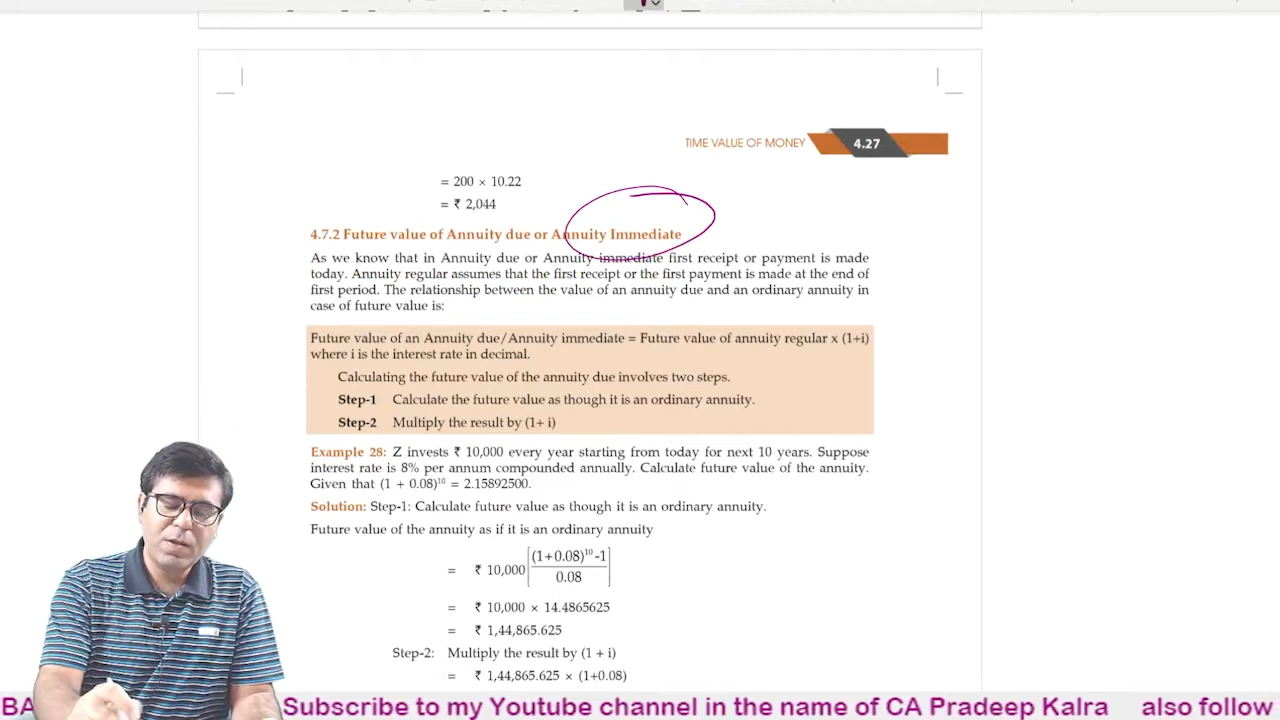 TIME VALUE OF MONEY 4.27
= 200 × 10.22
= ₹ 2,044
4.7.2 Future value of Annuity due or Annuity Immediate
As we know that in Annuity due or Annuity immediate first receipt or payment is made
today. Annuity regular assumes that the first receipt or the first payment is made at the end of
first period. The relationship between the value of an annuity due and an ordinary annuity in
case of future value is:
Future value of an Annuity due/Annuity immediate = Future value of annuity regular x (1+i)
where i is the interest rate in decimal.
Calculating the future value of the annuity due involves two steps.
Step-1 Calculate the future value as though it is an ordinary annuity.
Step-2 Multiply the result by (1+ i)
Example 28: Z invests ₹ 10,000 every year starting from today for next 10 years. Suppose
interest rate is 8% per annum compounded annually. Calculate future value of the annuity.
Given that (1 + 0.08)¹⁰ = 2.15892500.
Solution: Step-1: Calculate future value as though it is an ordinary annuity.
Future value of the annuity as if it is an ordinary annuity
= ₹ 10,000 [(1+0.08)¹⁰ -1 / 0.08]
= ₹ 10,000 × 14.4865625
= ₹ 1,44,865.625
Step-2: Multiply the result by (1 + i)
= ₹ 1,44,865.625 × (1+0.08)
BA Subscribe to my Youtube channel in the name of CA Pradeep Kalra also follow